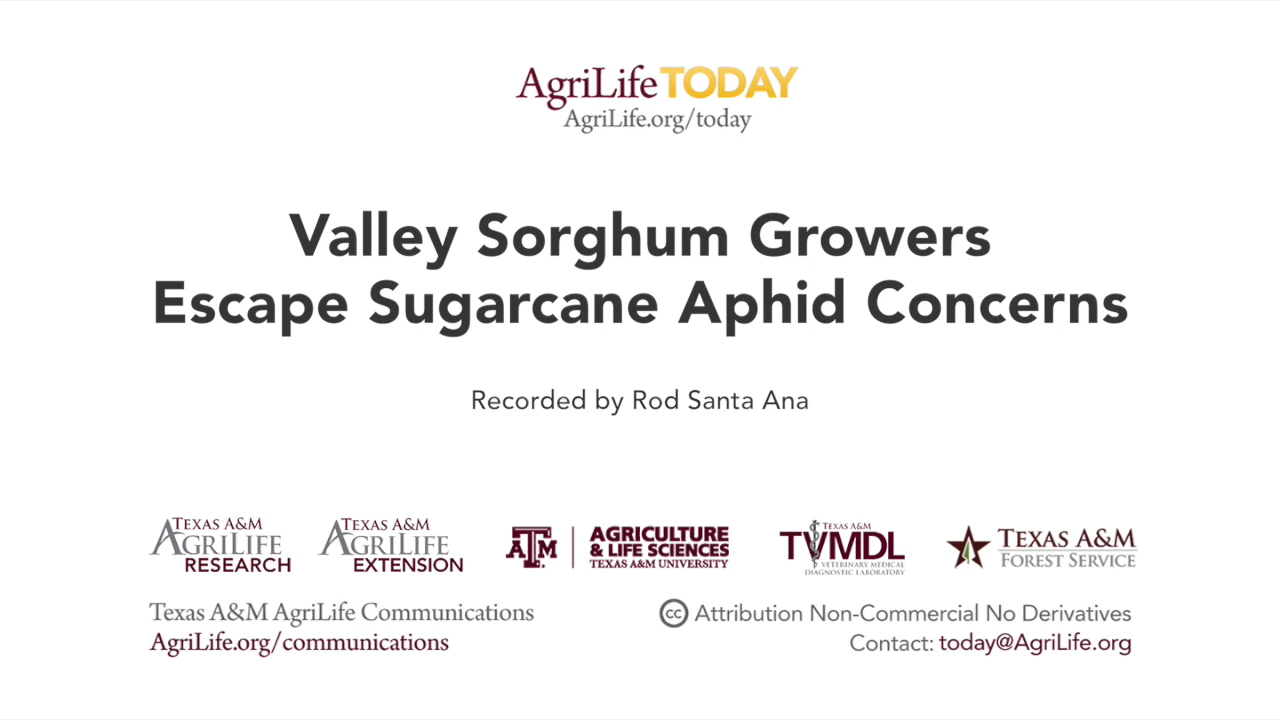 AgriLife TODAY
AgriLife.org/today
Valley Sorghum Growers
Escape Sugarcane Aphid Concerns
Recorded by Rod Santa Ana
TEXAS A&M
AGRILIFE
RESEARCH
TEXAS A&M
AGRILIFE
EXTENSION
ATM
AGRICULTURE
& LIFE SCIENCES
TEXAS A&M UNIVERSITY
TEXAS A&M
TVMDL
VETERINARY MEDICAL
DIAGNOSTIC LABORATORY
TEXAS A&M
FOREST SERVICE
Texas A&M AgriLife Communications
AgriLife.org/communications
cc Attribution Non-Commercial No Derivatives
Contact: today@AgriLife.org